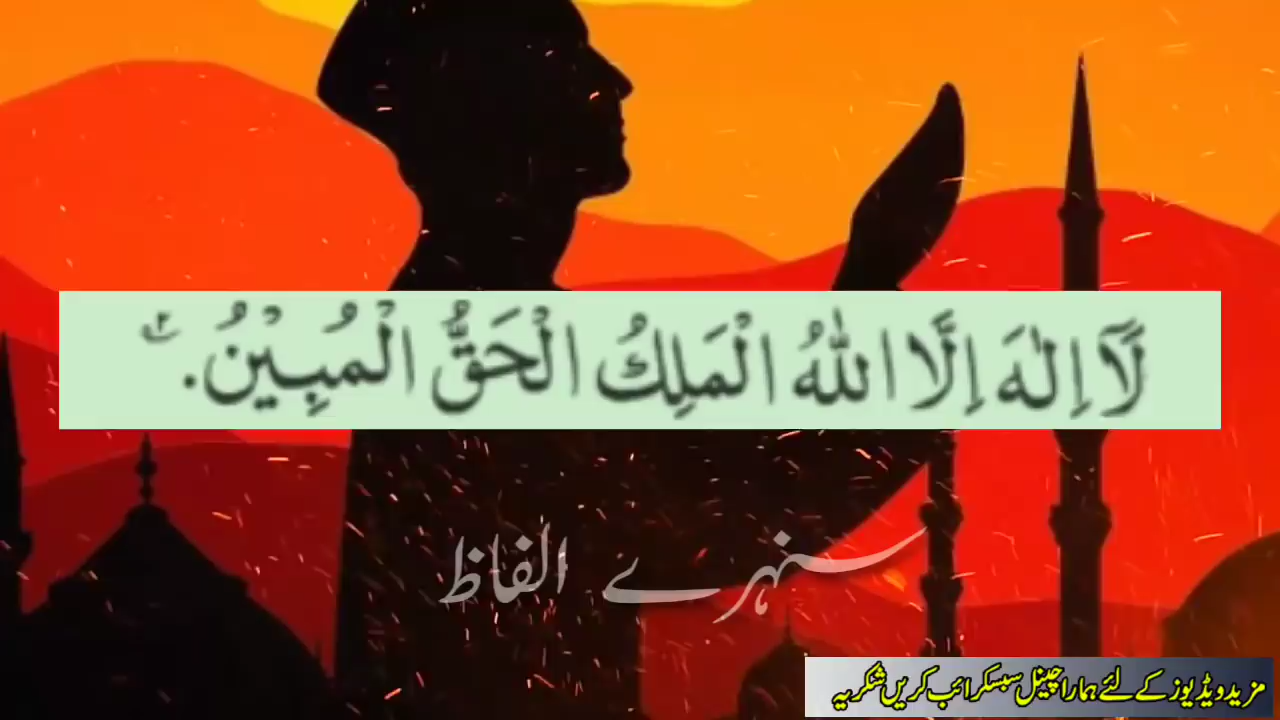 لَآ اِلٰهَ اِلَّا اللّٰهُ الْمَلِكُ الْحَقُّ الْمُبِيْنُ.
سنہرے الفاظ
مزید ویڈیوز کے لئے ہمارا چینل سبسکرائب کریں شکریہ